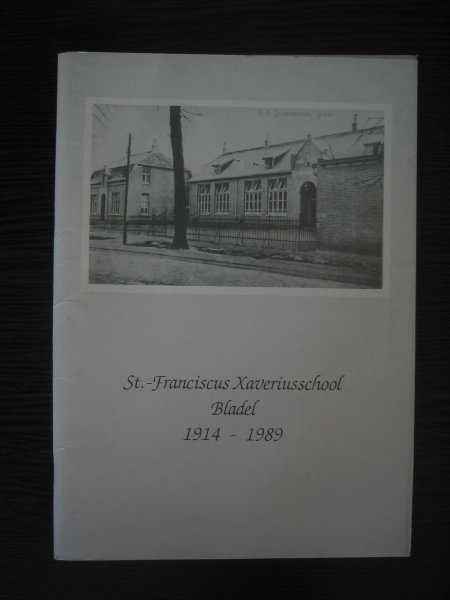 St.-Franciscus Xaveriusschool
Bladel
1914 - 1989